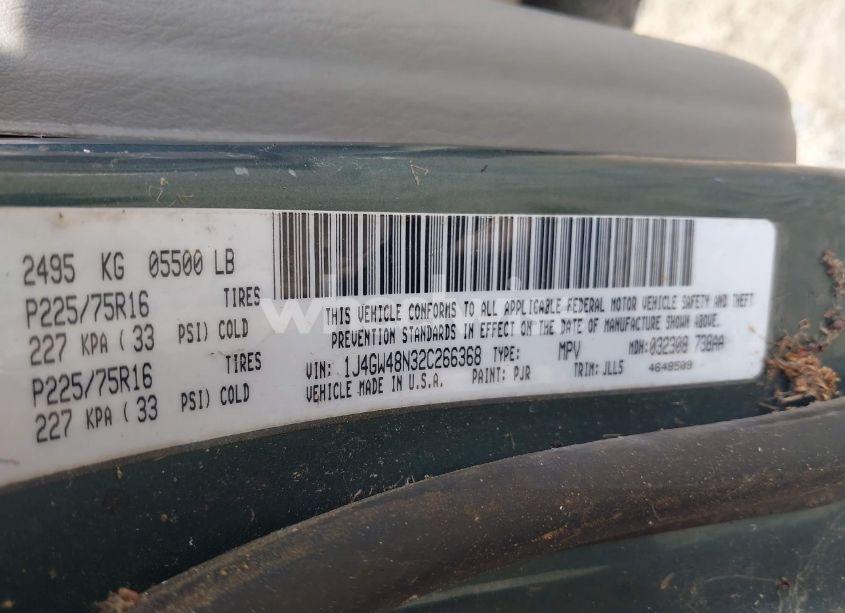 2495 KG 05500 LB
P225/75R16 TIRES
227 KPA ( 33 PSI) COLD
P225/75R16 TIRES
227 KPA ( 33 PSI) COLD
THIS VEHICLE CONFORMS TO ALL APPLICABLE FEDERAL MOTOR VEHICLE SAFETY AND THEFT
PREVENTION STANDARDS IN EFFECT ON THE DATE OF MANUFACTURE SHOWN ABOVE.
VIN: 1J4GW48N32C266368 TYPE: MPV MDH: 032308 738AA
VEHICLE MADE IN U.S.A. PAINT: PJR TRIM: JLL5 4648509